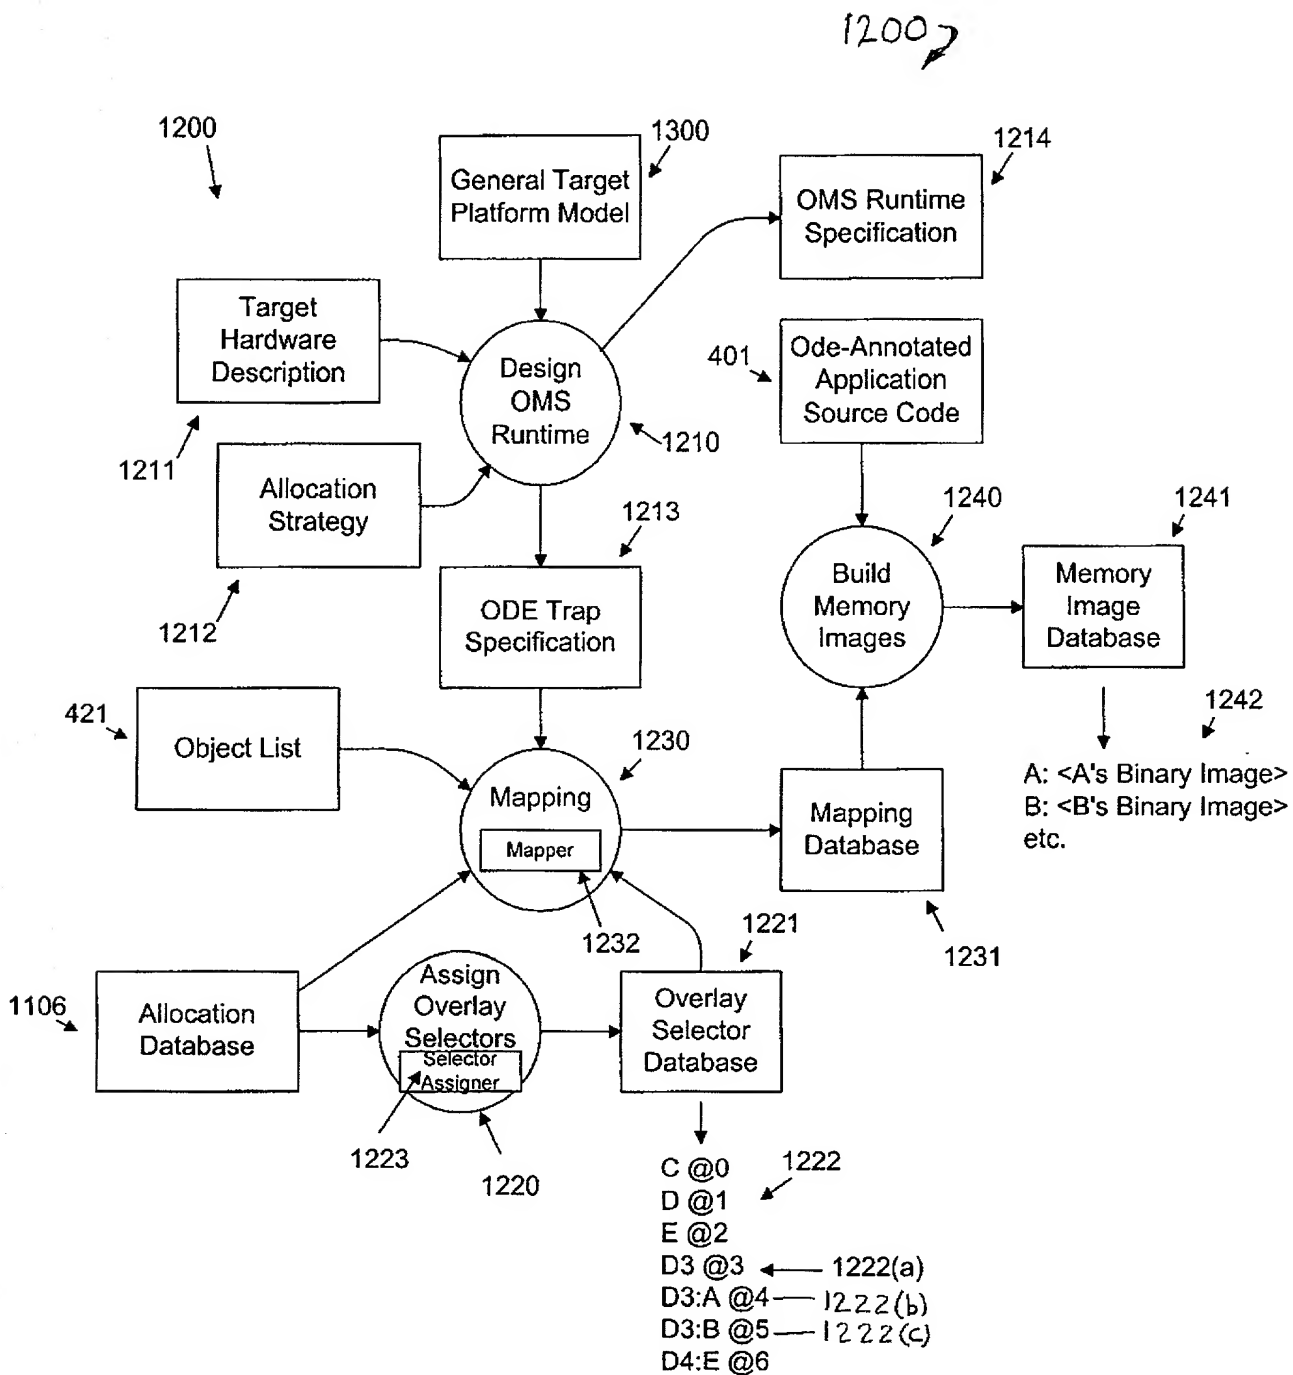 1200
1200
1300
General Target
Platform Model
1214
OMS Runtime
Specification
Target
Hardware
Description
1211
Design
OMS
Runtime
1210
401
Ode-Annotated
Application
Source Code
Allocation
Strategy
1212
1213
ODE Trap
Specification
1240
Build
Memory
Images
1241
Memory
Image
Database
1242
A: <A's Binary Image>
B: <B's Binary Image>
etc.
421
Object List
1230
Mapping
Mapper
1232
Mapping
Database
1231
1106
Allocation
Database
Assign
Overlay
Selectors
Selector
Assigner
1223
1220
1221
Overlay
Selector
Database
C @0
1222
D @1
E @2
D3 @3
1222(a)
D3:A @4
1222(b)
D3:B @5
1222(c)
D4:E @6